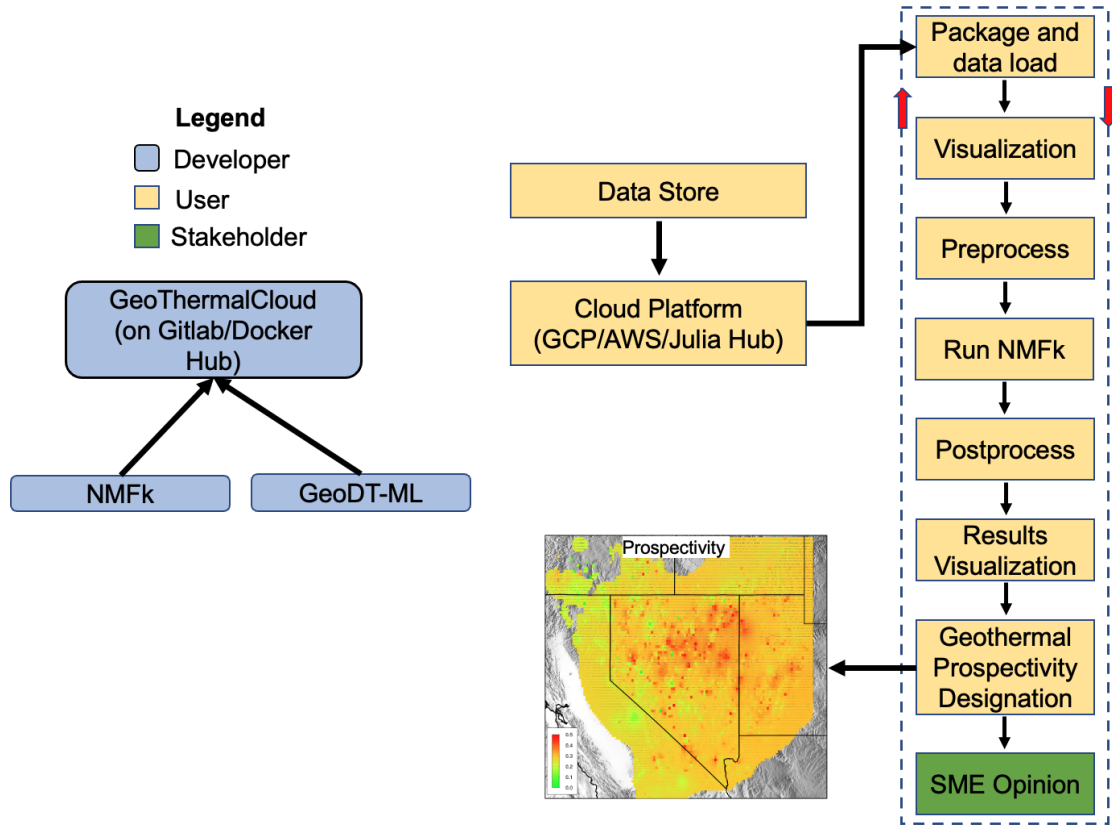 Legend
Developer
User
Stakeholder
GeoThermalCloud
(on Gitlab/Docker
Hub)
NMFk
GeoDT-ML
Data Store
Cloud Platform
(GCP/AWS/Julia Hub)
Package and
data load
Visualization
Preprocess
Run NMFk
Postprocess
Results
Visualization
Geothermal
Prospectivity
Designation
SME Opinion
Prospectivity
0.5
0.4
0.3
0.2
0.1
0.0